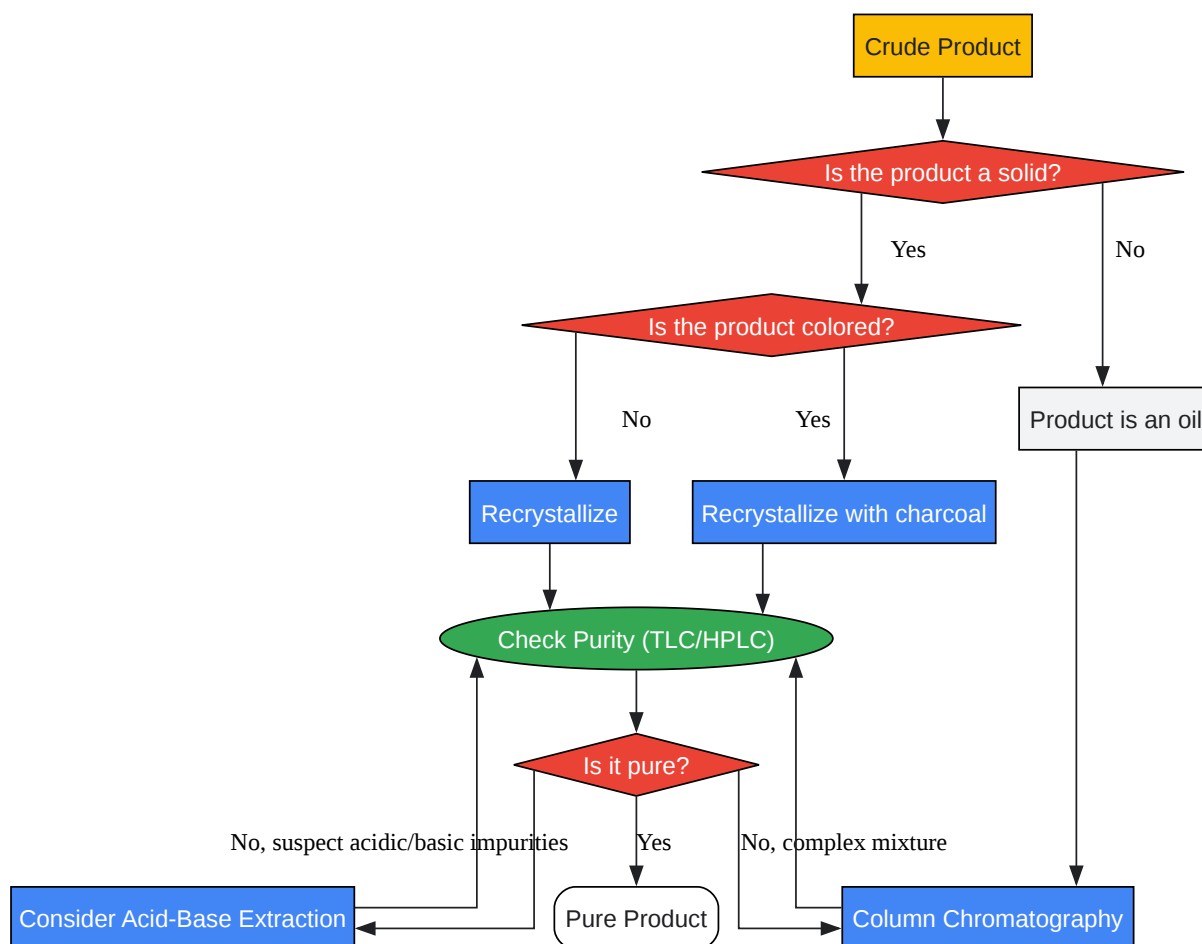 Crude Product
Is the product a solid?
Yes
No
Is the product colored?
No
Yes
Product is an oil
Recrystallize
Recrystallize with charcoal
Check Purity (TLC/HPLC)
Is it pure?
No, suspect acidic/basic impurities
Yes
No, complex mixture
Consider Acid-Base Extraction
Pure Product
Column Chromatography